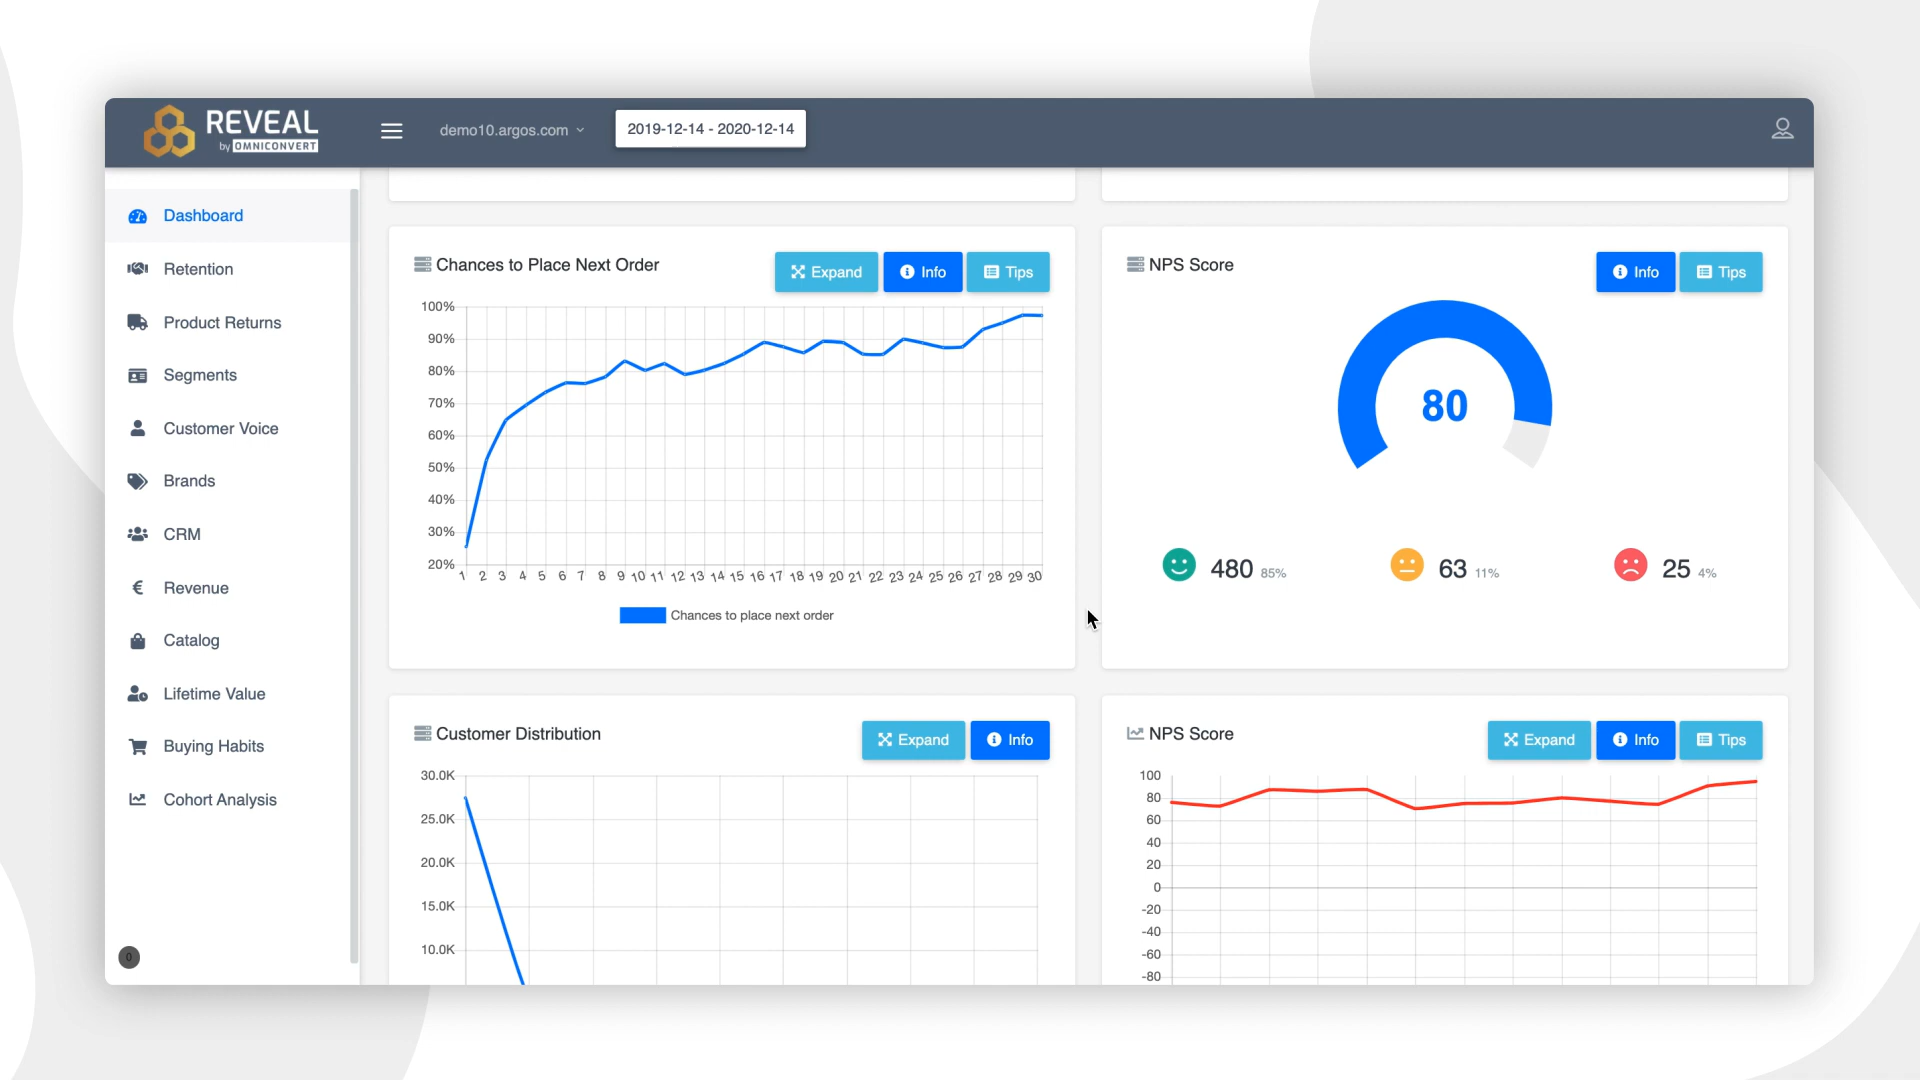 REVEAL
by OMNICONVERT
demo10.argos.com
2019-12-14 - 2020-12-14
Dashboard
Retention
Product Returns
Segments
Customer Voice
Brands
CRM
€ Revenue
Catalog
Lifetime Value
Buying Habits
Cohort Analysis
0
Chances to Place Next Order
Expand
Info
Tips
100%
90%
80%
70%
60%
50%
40%
30%
20%
1 2 3 4 5 6 7 8 9 10 11 12 13 14 15 16 17 18 19 20 21 22 23 24 25 26 27 28 29 30
Chances to place next order
NPS Score
Info
Tips
80
480 85%
63 11%
25 4%
Customer Distribution
Expand
Info
30.0K
25.0K
20.0K
15.0K
10.0K
NPS Score
Expand
Info
Tips
100
80
60
40
20
0
-20
-40
-60
-80